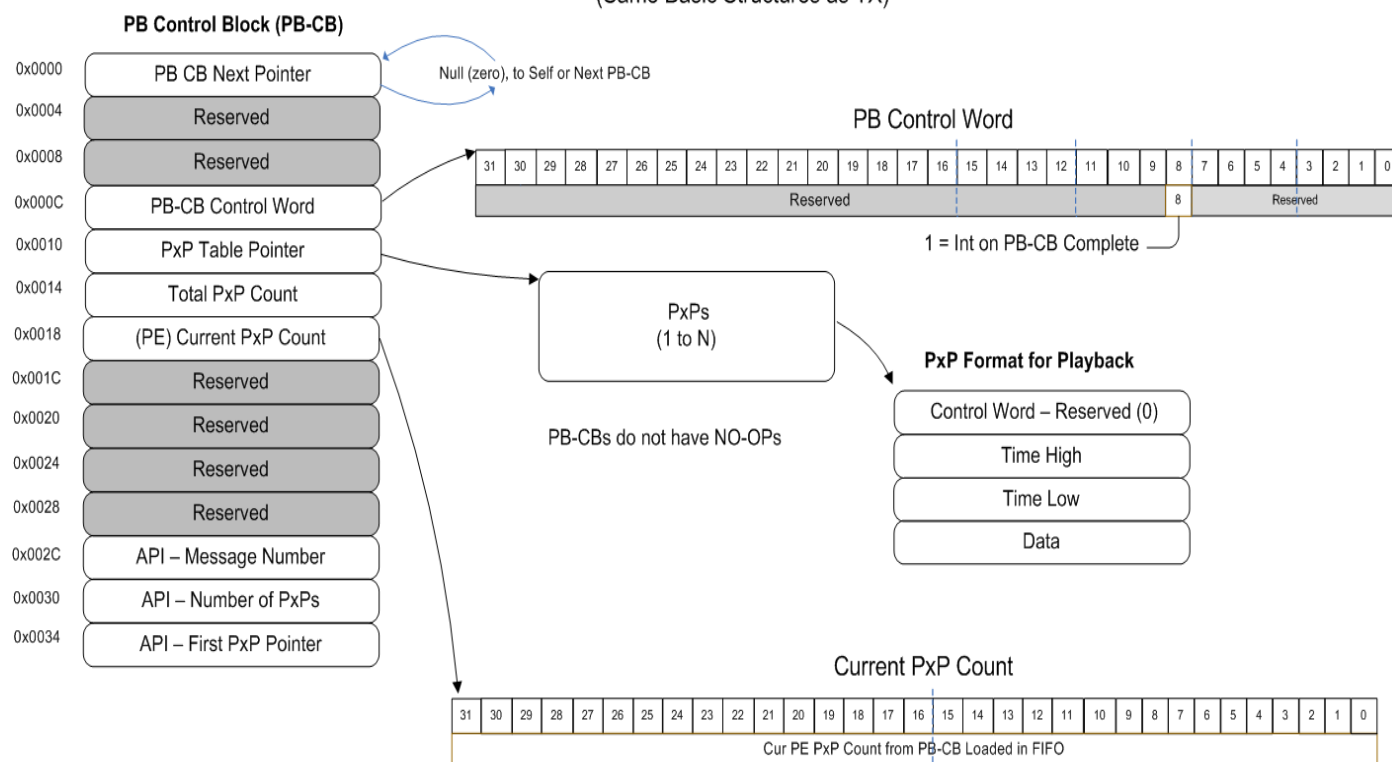 (Same Basic Structures as TX)
PB Control Block (PB-CB)
0x0000 PB CB Next Pointer
Null (zero), to Self or Next PB-CB
0x0004 Reserved
0x0008 Reserved
0x000C PB-CB Control Word
0x0010 PxP Table Pointer
0x0014 Total PxP Count
0x0018 (PE) Current PxP Count
0x001C Reserved
0x0020 Reserved
0x0024 Reserved
0x0028 Reserved
0x002C API – Message Number
0x0030 API – Number of PxPs
0x0034 API – First PxP Pointer
PB Control Word
31 30 29 28 27 26 25 24 23 22 21 20 19 18 17 16 15 14 13 12 11 10 9 8 7 6 5 4 3 2 1 0
Reserved 8 Reserved
1 = Int on PB-CB Complete
PxPs
(1 to N)
PB-CBs do not have NO-OPs
PxP Format for Playback
Control Word – Reserved (0)
Time High
Time Low
Data
Current PxP Count
31 30 29 28 27 26 25 24 23 22 21 20 19 18 17 16 15 14 13 12 11 10 9 8 7 6 5 4 3 2 1 0
Cur PE PxP Count from PB-CB Loaded in FIFO